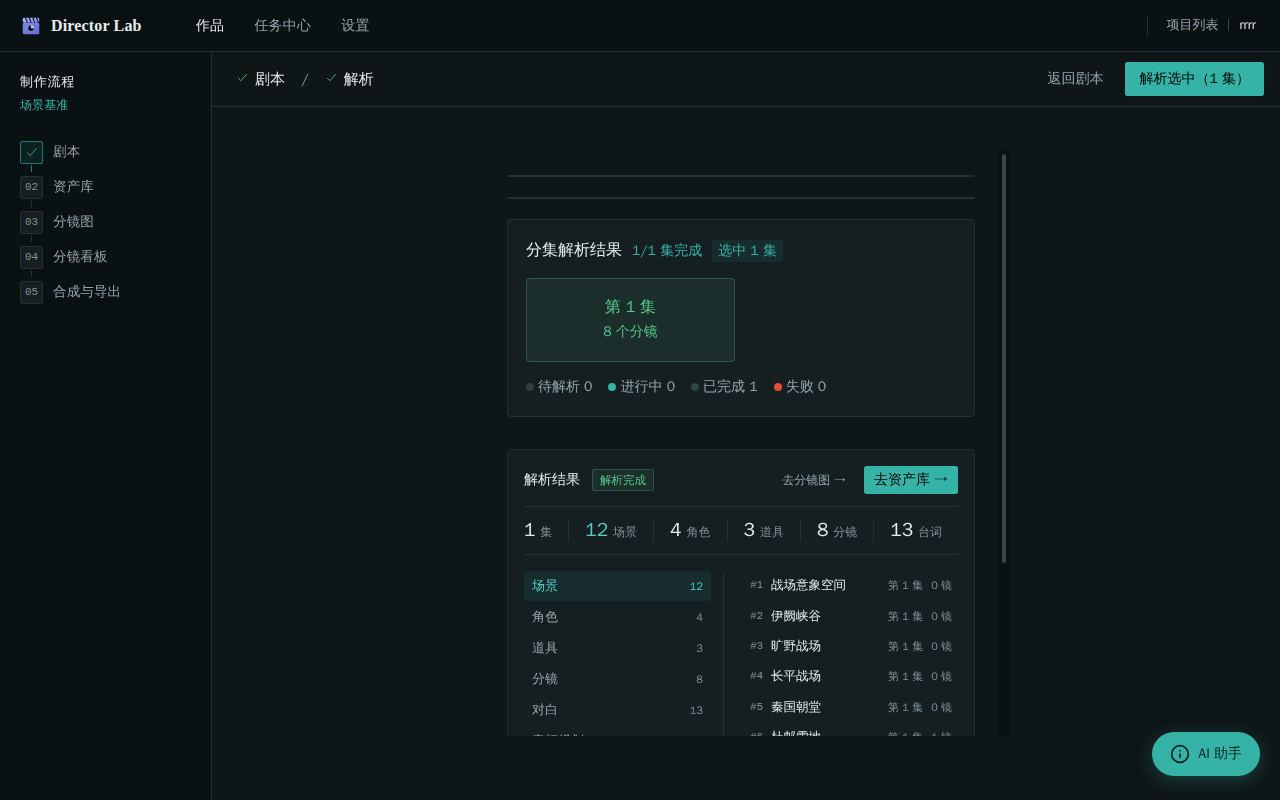 Director Lab 作品 任务中心 设置 项目列表 rrrr
制作流程
场景基准
剧本
02 资产库
03 分镜图
04 分镜看板
05 合成与导出
剧本 / 解析 返回剧本 解析选中（1 集）
分集解析结果 1/1 集完成 选中 1 集
第 1 集
8 个分镜
待解析 0 进行中 0 已完成 1 失败 0
解析结果 解析完成 去分镜图 → 去资产库 →
1 集 12 场景 4 角色 3 道具 8 分镜 13 台词
场景 12
角色 4
道具 3
分镜 8
对白 13
#1 战场意象空间 第 1 集 0 镜
#2 伊阙峡谷 第 1 集 0 镜
#3 旷野战场 第 1 集 0 镜
#4 长平战场 第 1 集 0 镜
#5 秦国朝堂 第 1 集 0 镜
AI 助手